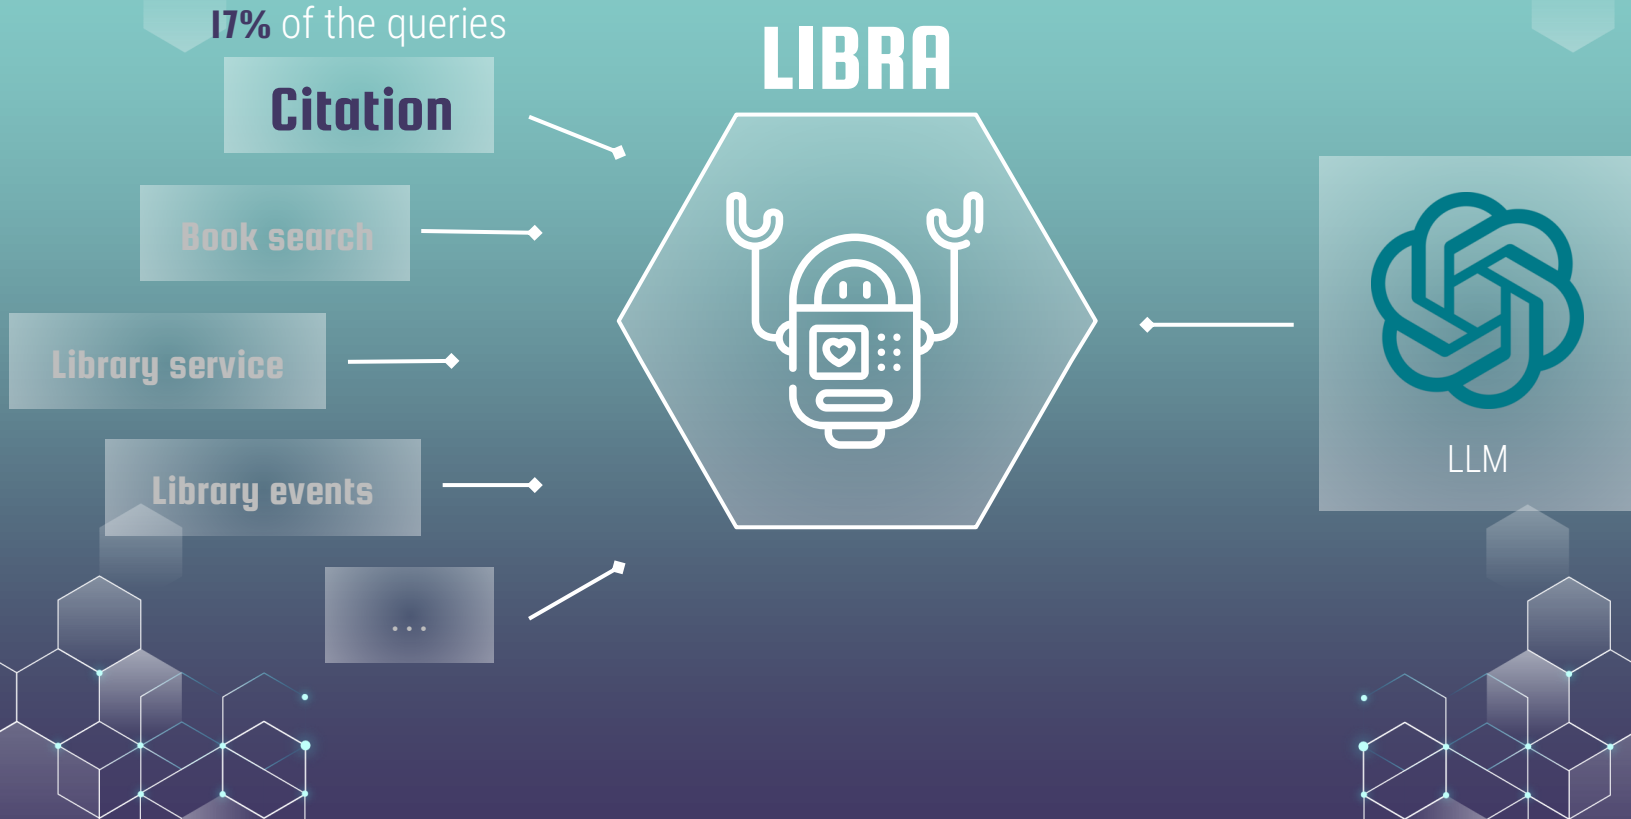 17% of the queries
LIBRA
Citation
Book search
Library service
Library events
...
LLM